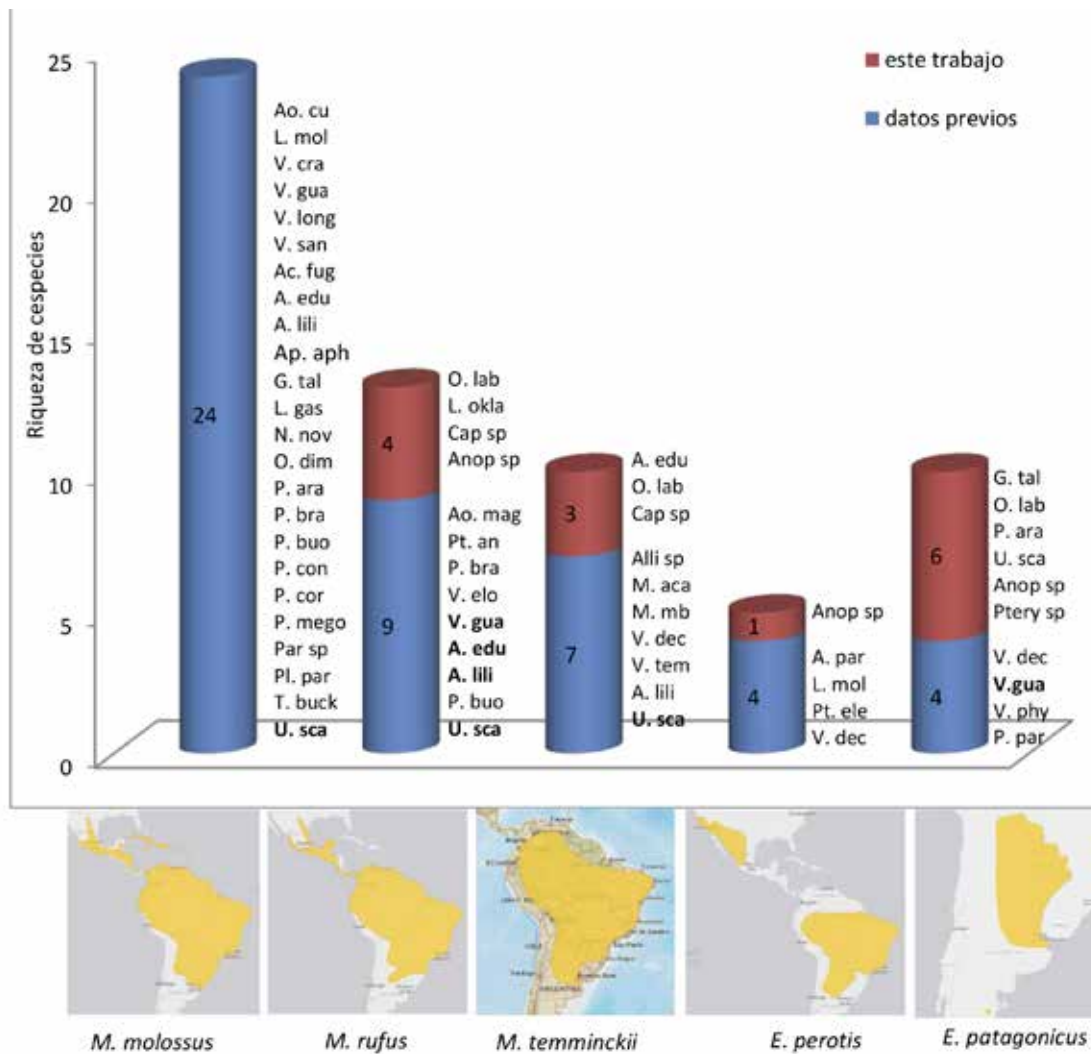 25
este trabajo
datos previos
Riqueza de cespecies
20
15
10
5
0
24
Ao. cu
L. mol
V. cra
V. gua
V. long
V. san
Ac. fug
A. edu
A. lili
Ap. aph
G. tal
L. gas
N. nov
O. dim
P. ara
P. bra
P. buo
P. con
P. cor
P. mego
Par sp
Pl. par
T. buck
U. sca
4
9
O. lab
L. okla
Cap sp
Anop sp
Ao. mag
Pt. an
P. bra
V. elo
V. gua
A. edu
A. lili
P. buo
U. sca
3
7
A. edu
O. lab
Cap sp
Alli sp
M. aca
M. mb
V. dec
V. tem
A. lili
U. sca
1
4
Anop sp
A. par
L. mol
Pt. ele
V. dec
6
4
G. tal
O. lab
P. ara
U. sca
Anop sp
Ptery sp
V. dec
V.gua
V. phy
P. par
M. molossus
M. rufus
M. temminckii
E. perotis
E. patagonicus